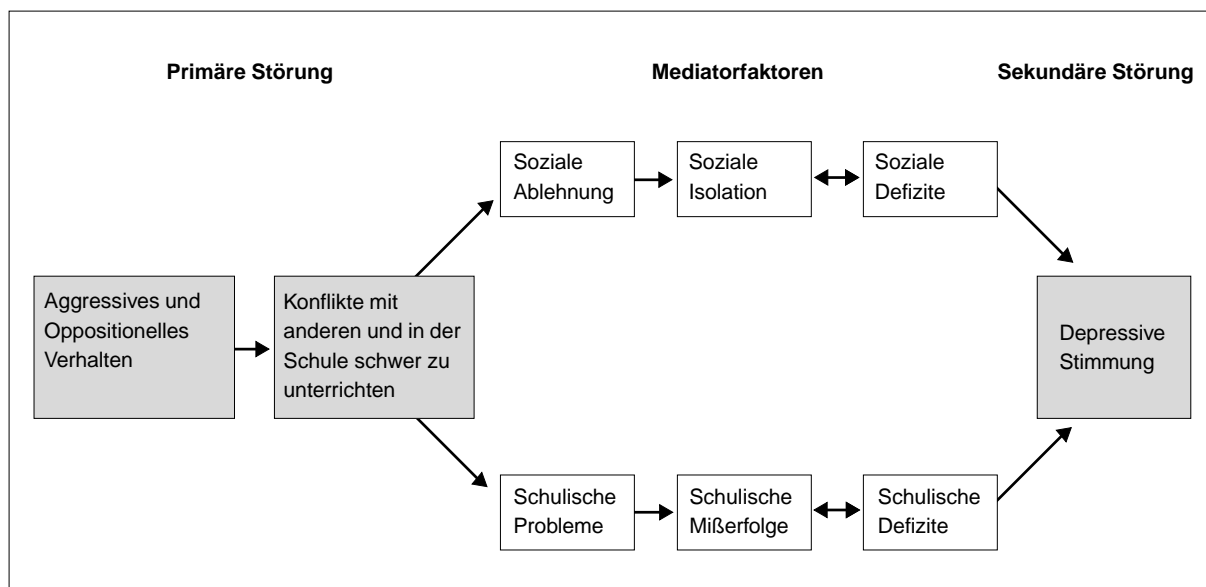 Primäre Störung
Mediatorfaktoren
Sekundäre Störung
Soziale
Ablehnung
Soziale
Isolation
Soziale
Defizite
Aggressives und
Oppositionelles
Verhalten
Konflikte mit
anderen und in der
Schule schwer zu
unterrichten
Depressive
Stimmung
Schulische
Probleme
Schulische
Mißerfolge
Schulische
Defizite